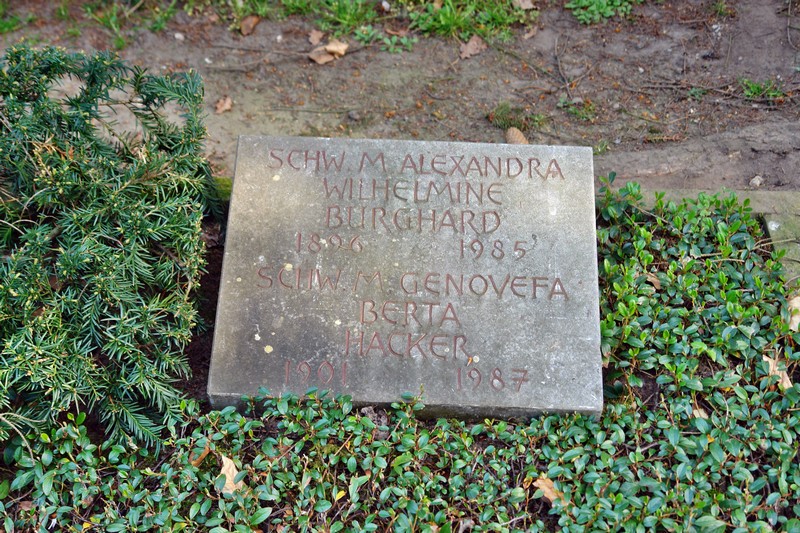 SCHW. M. ALEXANDRA
WILHELMINE
BURGHARD
1896 1985
SCHW. M. GENOVEFA
BERTA
HACKER
1901 1987